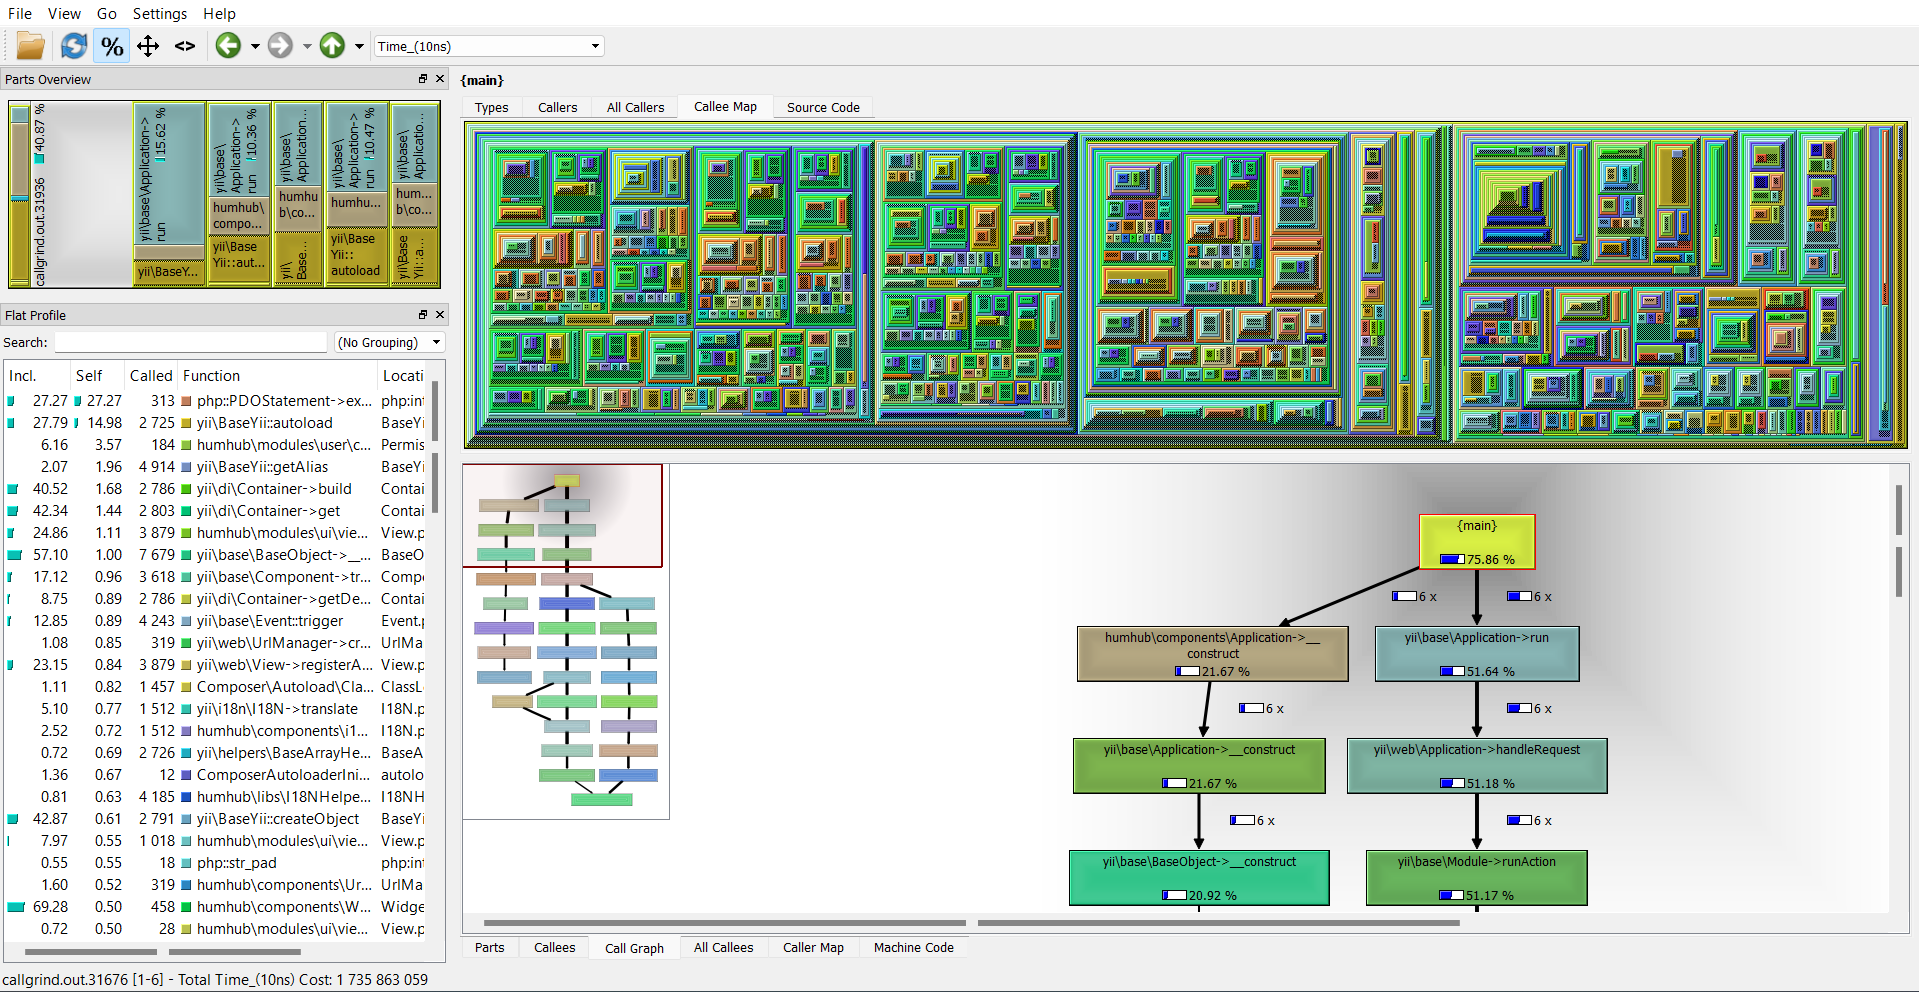 File View Go Settings Help
% <> Time_(10ns)
Parts Overview
callgrind.out.31936 40.87 %
yii\base\Application-> run 15.62 %
yii\BaseY...
yii\base\ Application-> run 10.36 %
humhub\ compo...
yii\Base Yii::aut...
yii\base\ Application...
humhu b\co...
yii\ Base...
yii\base\ Application-> run 10.47 %
humhu...
yii\Base Yii:: autoload
yii\base\ Applicatio...
hum... b\co...
yii\Base Yii::a...
Flat Profile
Search: (No Grouping)
Incl. Self Called Function Locati
27.27 27.27 313 php::PDOStatement->ex... php:int
27.79 14.98 2 725 yii\BaseYii::autoload BaseYi
6.16 3.57 184 humhub\modules\user\c... Permis
2.07 1.96 4 914 yii\BaseYii::getAlias BaseYi
40.52 1.68 2 786 yii\di\Container->build Contai
42.34 1.44 2 803 yii\di\Container->get Contai
24.86 1.11 3 879 humhub\modules\ui\vie... View.p
57.10 1.00 7 679 yii\base\BaseObject->__... BaseO
17.12 0.96 3 618 yii\base\Component->tr... Compo
8.75 0.89 2 786 yii\di\Container->getDe... Contai
12.85 0.89 4 243 yii\base\Event::trigger Event.p
1.08 0.85 319 yii\web\UrlManager->cr... UrlMa
23.15 0.84 3 879 yii\web\View->registerA... View.p
1.11 0.82 1 457 Composer\Autoload\Cla... ClassL
5.10 0.77 1 512 yii\i18n\I18N->translate I18N.p
2.52 0.72 1 512 humhub\components\i1... I18N.p
0.72 0.69 2 726 yii\helpers\BaseArrayHe... BaseA
1.36 0.67 12 ComposerAutoloaderIni... autolo
0.81 0.63 4 185 humhub\libs\I18NHelpe... I18NH
42.87 0.61 2 791 yii\BaseYii::createObject BaseYi
7.97 0.55 1 018 humhub\modules\ui\vie... View.p
0.55 0.55 18 php::str_pad php:int
1.60 0.52 319 humhub\components\Ur... UrlMa
69.28 0.50 458 humhub\components\W... Widge
0.72 0.50 28 humhub\modules\ui\vie... View.p
callgrind.out.31676 [1-6] - Total Time_(10ns) Cost: 1 735 863 059
{main}
Types Callers All Callers Callee Map Source Code
{main}
75.86 %
6 x 6 x
humhub\components\Application->__
construct
21.67 %
yii\base\Application->run
51.64 %
6 x 6 x
yii\base\Application->__construct
21.67 %
yii\web\Application->handleRequest
51.18 %
6 x 6 x
yii\base\BaseObject->__construct
20.92 %
yii\base\Module->runAction
51.17 %
Parts Callees Call Graph All Callees Caller Map Machine Code